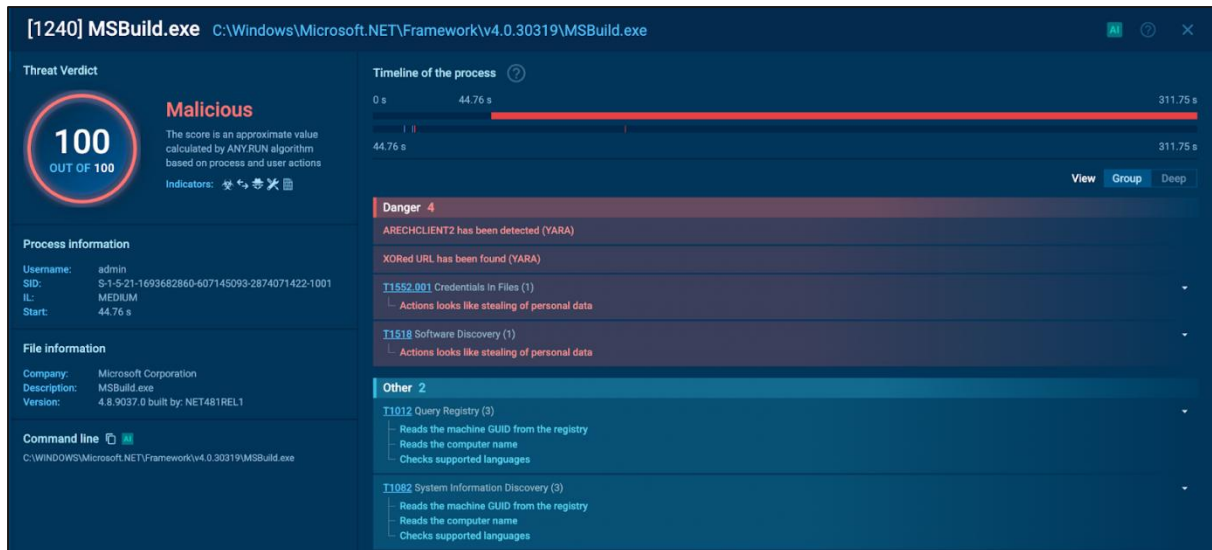 [1240] MSBuild.exe C:\Windows\Microsoft.NET\Framework\v4.0.30319\MSBuild.exe
AI
Threat Verdict
100
OUT OF 100
Malicious
The score is an approximate value
calculated by ANY.RUN algorithm
based on process and user actions
Indicators:
Process information
Username: admin
SID: S-1-5-21-1693682860-607145093-2874071422-1001
IL: MEDIUM
Start: 44.76 s
File information
Company: Microsoft Corporation
Description: MSBuild.exe
Version: 4.8.9037.0 built by: NET481REL1
Command line AI
C:\WINDOWS\Microsoft.NET\Framework\v4.0.30319\MSBuild.exe
Timeline of the process ?
0 s 44.76 s 311.75 s
44.76 s 311.75 s
View Group Deep
Danger 4
ARECHCLIENT2 has been detected (YARA)
XORed URL has been found (YARA)
T1552.001 Credentials In Files (1)
Actions looks like stealing of personal data
T1518 Software Discovery (1)
Actions looks like stealing of personal data
Other 2
T1012 Query Registry (3)
Reads the machine GUID from the registry
Reads the computer name
Checks supported languages
T1082 System Information Discovery (3)
Reads the machine GUID from the registry
Reads the computer name
Checks supported languages